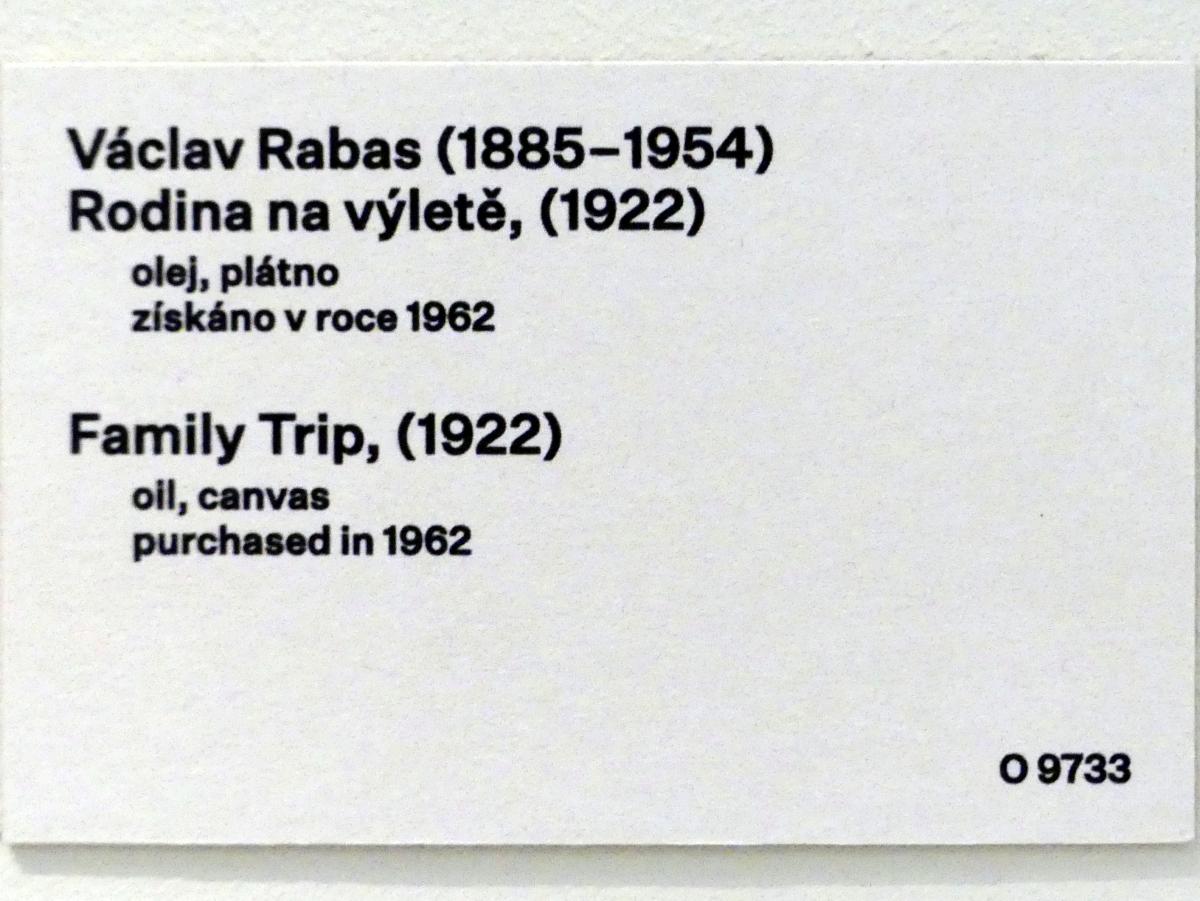 Václav Rabas (1885–1954)
Rodina na výletě, (1922)
olej, plátno
získáno v roce 1962
Family Trip, (1922)
oil, canvas
purchased in 1962
O 9733